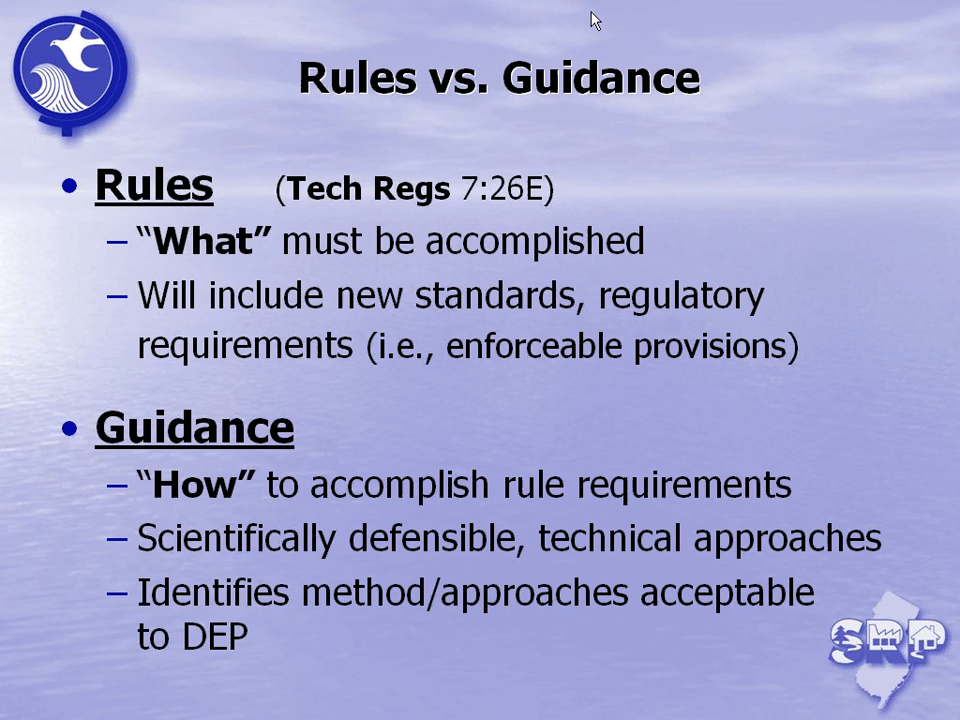 Rules vs. Guidance
• Rules (Tech Regs 7:26E)
– “What” must be accomplished
– Will include new standards, regulatory
requirements (i.e., enforceable provisions)
• Guidance
– “How” to accomplish rule requirements
– Scientifically defensible, technical approaches
– Identifies method/approaches acceptable
to DEP
SRP